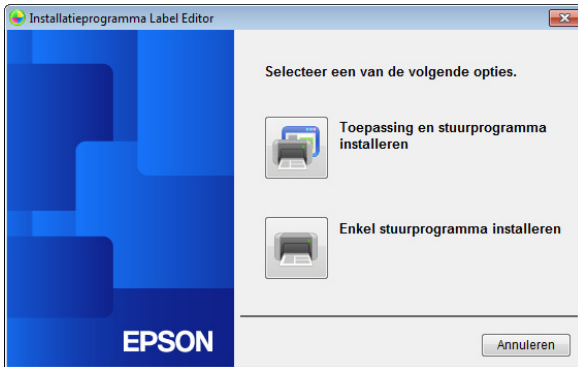 Installatieprogramma Label Editor
Selecteer een van de volgende opties.
Toepassing en stuurprogramma
installeren
Enkel stuurprogramma installeren
EPSON
Annuleren